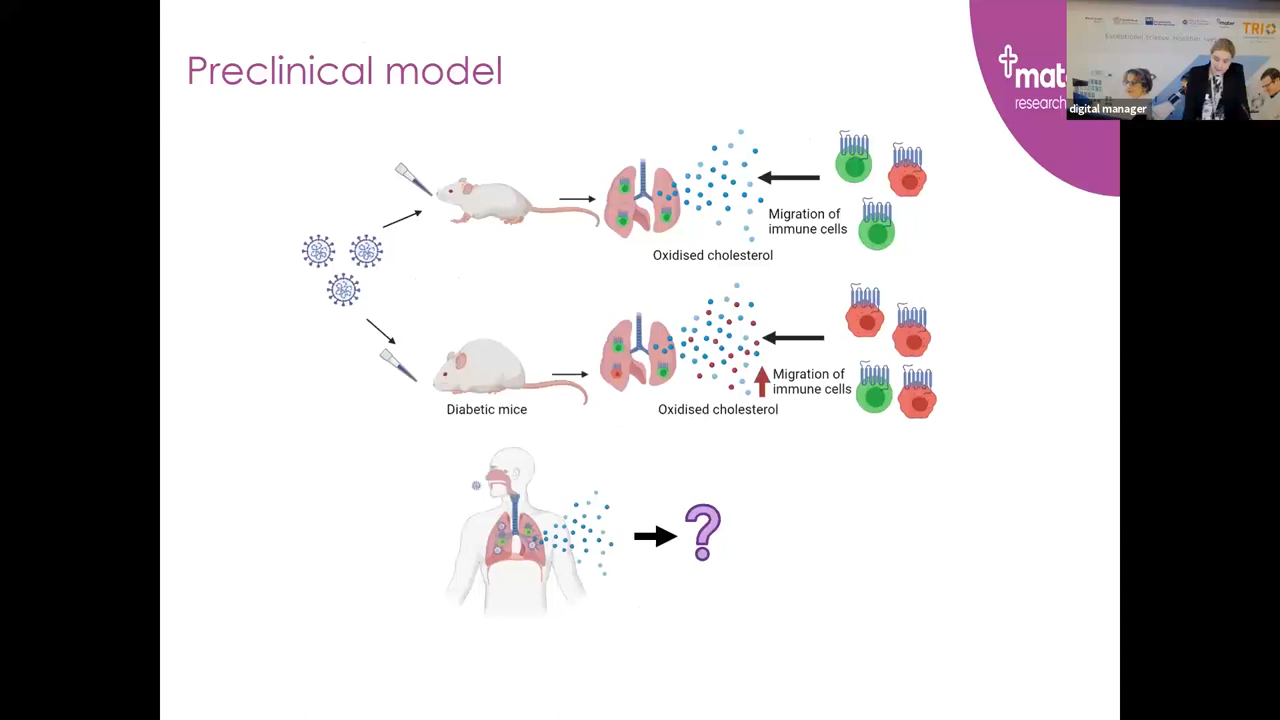 Preclinical model
mat
research
TRI
digital manager
Migration of
immune cells
Oxidised cholesterol
Migration of
immune cells
Diabetic mice
Oxidised cholesterol
?